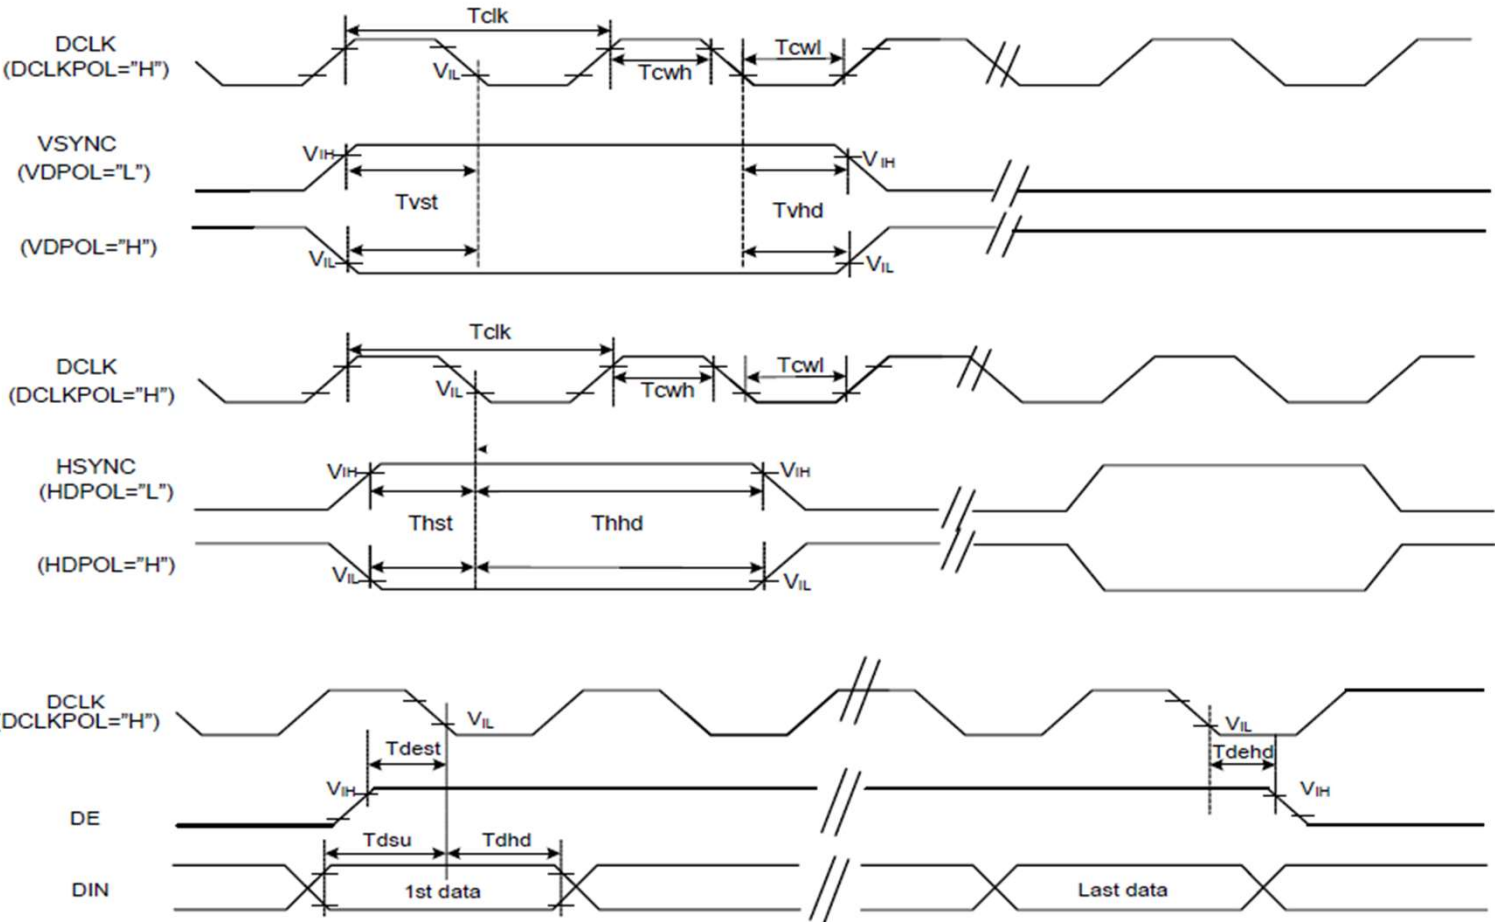 Tclk
DCLK
(DCLKPOL="H")
VIL
Tcwh
Tcwl
VSYNC
(VDPOL="L")
VIH
VIH
Tvst
Tvhd
(VDPOL="H")
VIL
VIL
Tclk
DCLK
(DCLKPOL="H")
VIL
Tcwh
Tcwl
HSYNC
(HDPOL="L")
VIH
VIH
Thst
Thhd
(HDPOL="H")
VIL
VIL
DCLK
(DCLKPOL="H")
VIL
VIL
Tdest
Tdehd
VIH
VIH
DE
Tdsu
Tdhd
DIN
1st data
Last data